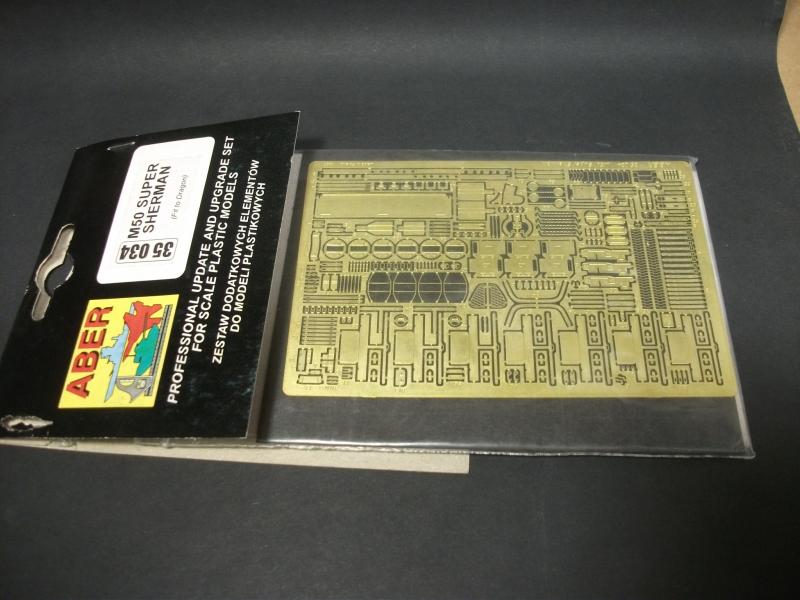 35 034
M50 SUPER
SHERMAN
(Fit to Dragon)
ABER
PROFESSIONAL UPDATE AND UPGRADE SET
FOR SCALE PLASTIC MODELS
ZESTAW DODATKOWYCH ELEMENTÓW
DO MODELI PLASTIKOWYCH